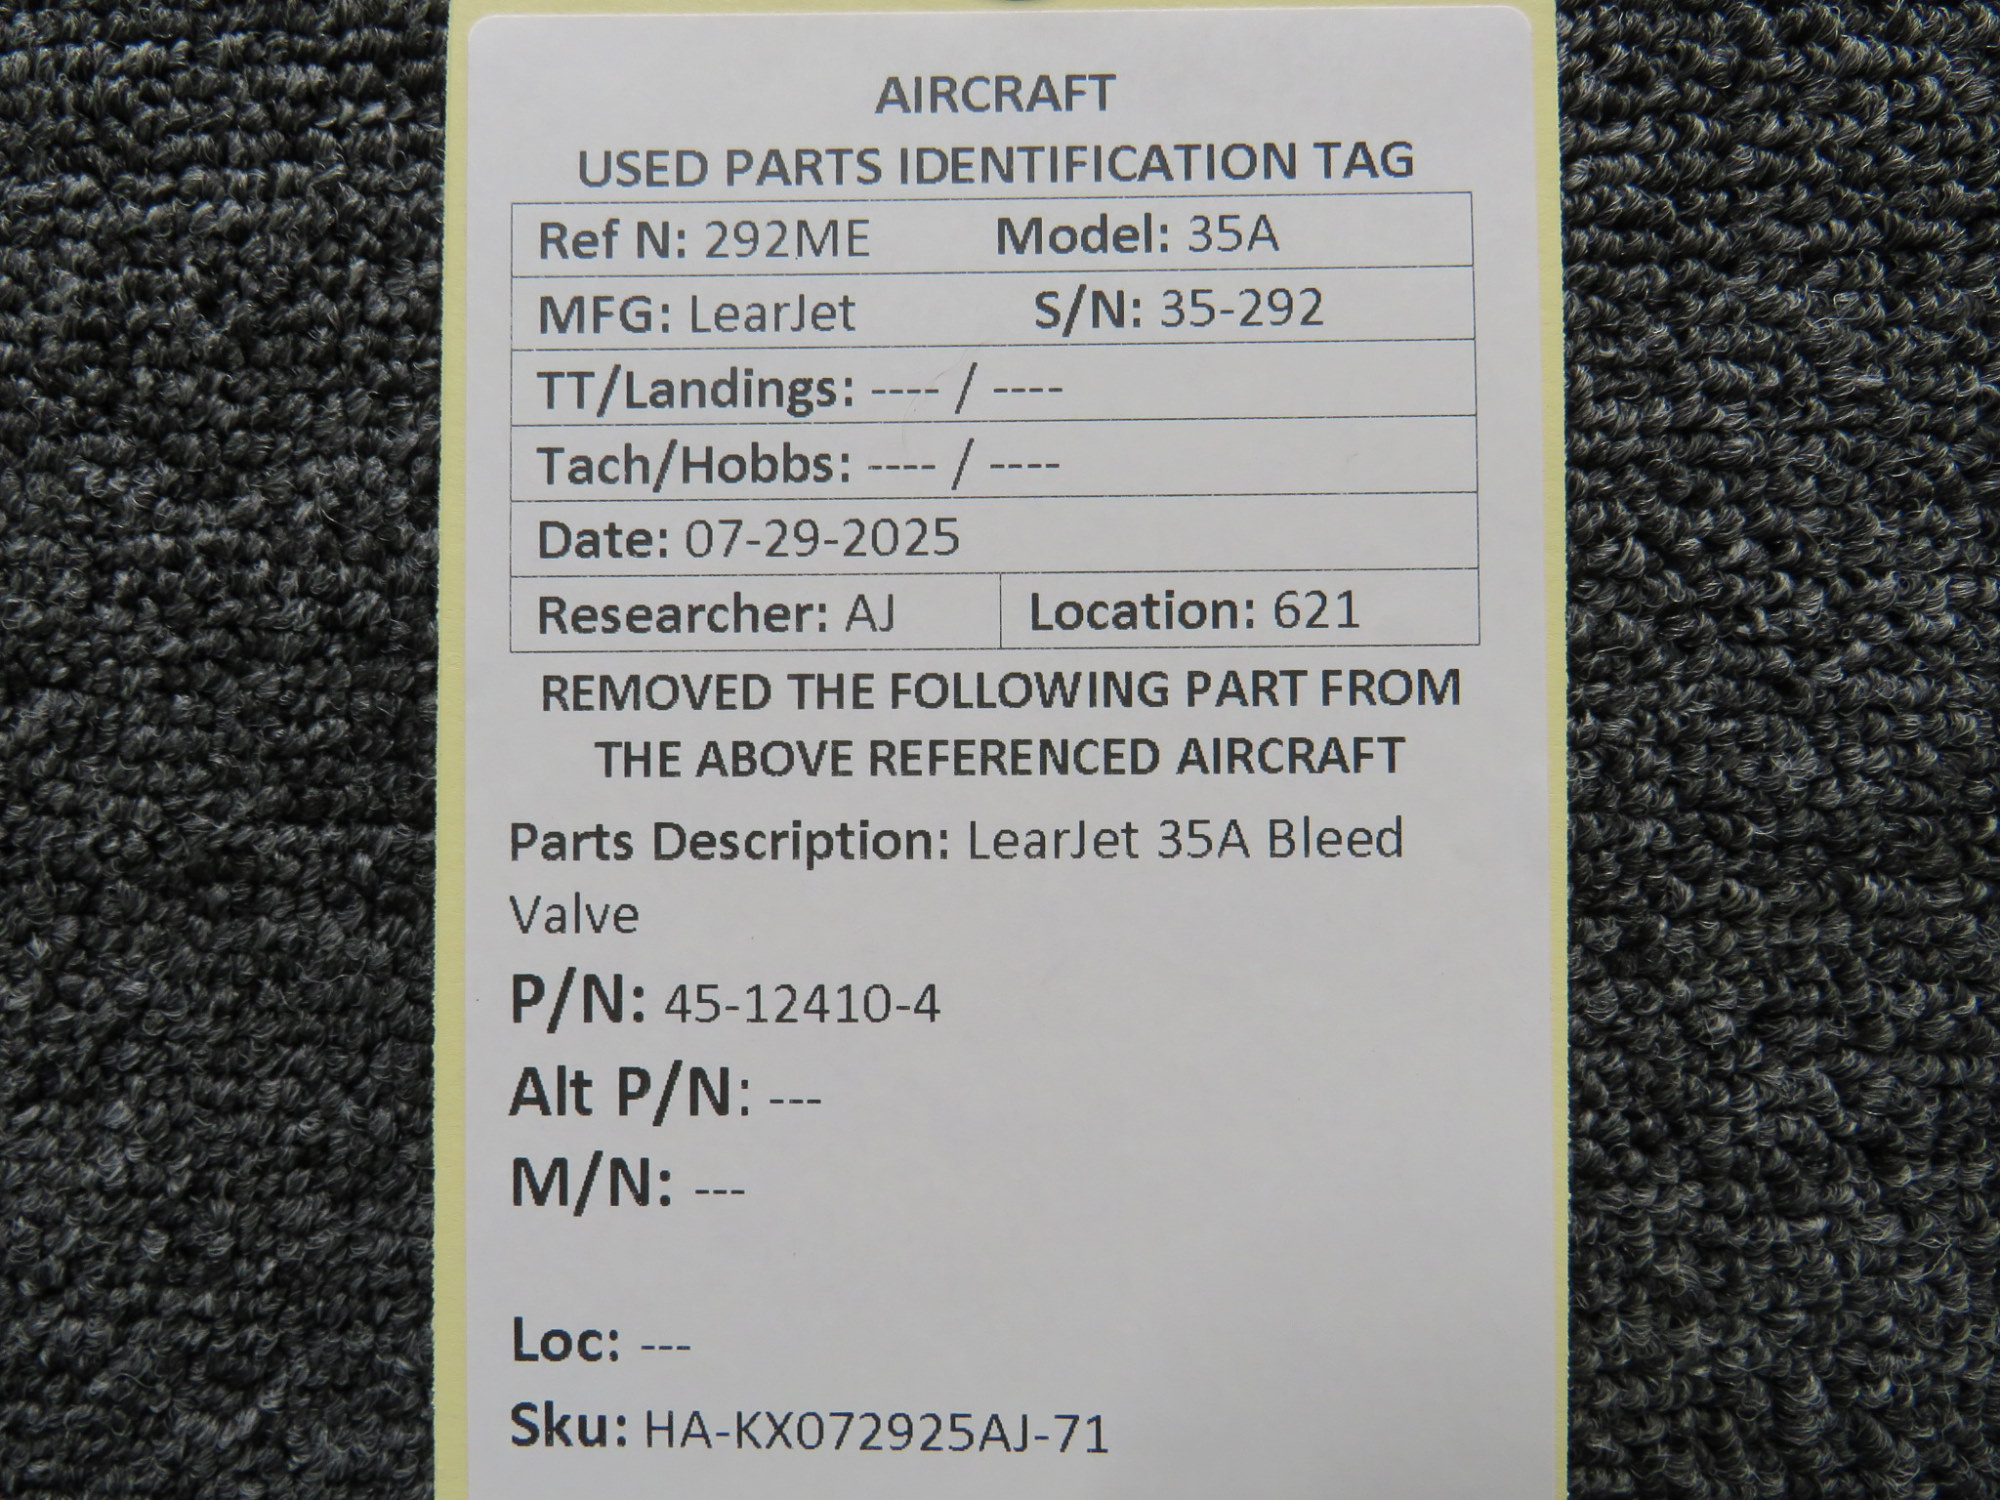 AIRCRAFT
USED PARTS IDENTIFICATION TAG
Ref N: 292ME Model: 35A
MFG: LearJet S/N: 35-292
TT/Landings: ---- / ----
Tach/Hobbs: ---- / ----
Date: 07-29-2025
Researcher: AJ Location: 621
REMOVED THE FOLLOWING PART FROM
THE ABOVE REFERENCED AIRCRAFT
Parts Description: LearJet 35A Bleed
Valve
P/N: 45-12410-4
Alt P/N: ---
M/N: ---
Loc: ---
Sku: HA-KX072925AJ-71